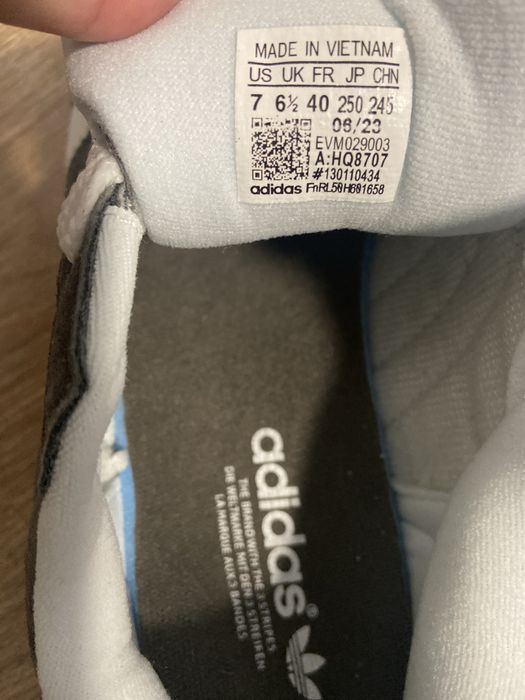 MADE IN VIETNAM
US UK FR JP CHN
7 6½ 40 250 245
06/23
EVM029003
A:HQ8707
#130110434
adidas FnRL50H601658
adidas®
THE BRAND WITH THE 3 STRIPES
DIE WELTMARKE MIT DEN 3 STREIFEN
LA MARQUE AUX 3 BANDES